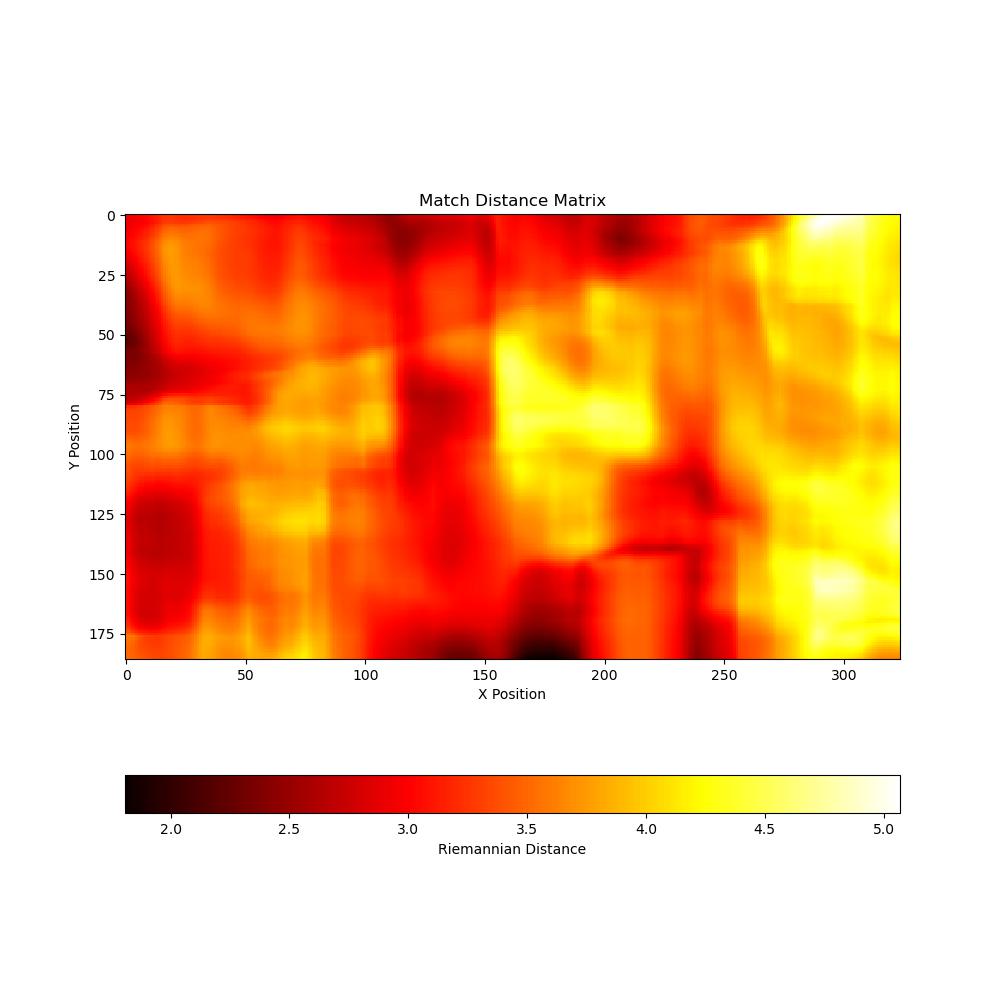 Match Distance Matrix
0
25
50
75
100
125
150
175
Y Position
0 50 100 150 200 250 300
X Position
2.0 2.5 3.0 3.5 4.0 4.5 5.0
Riemannian Distance